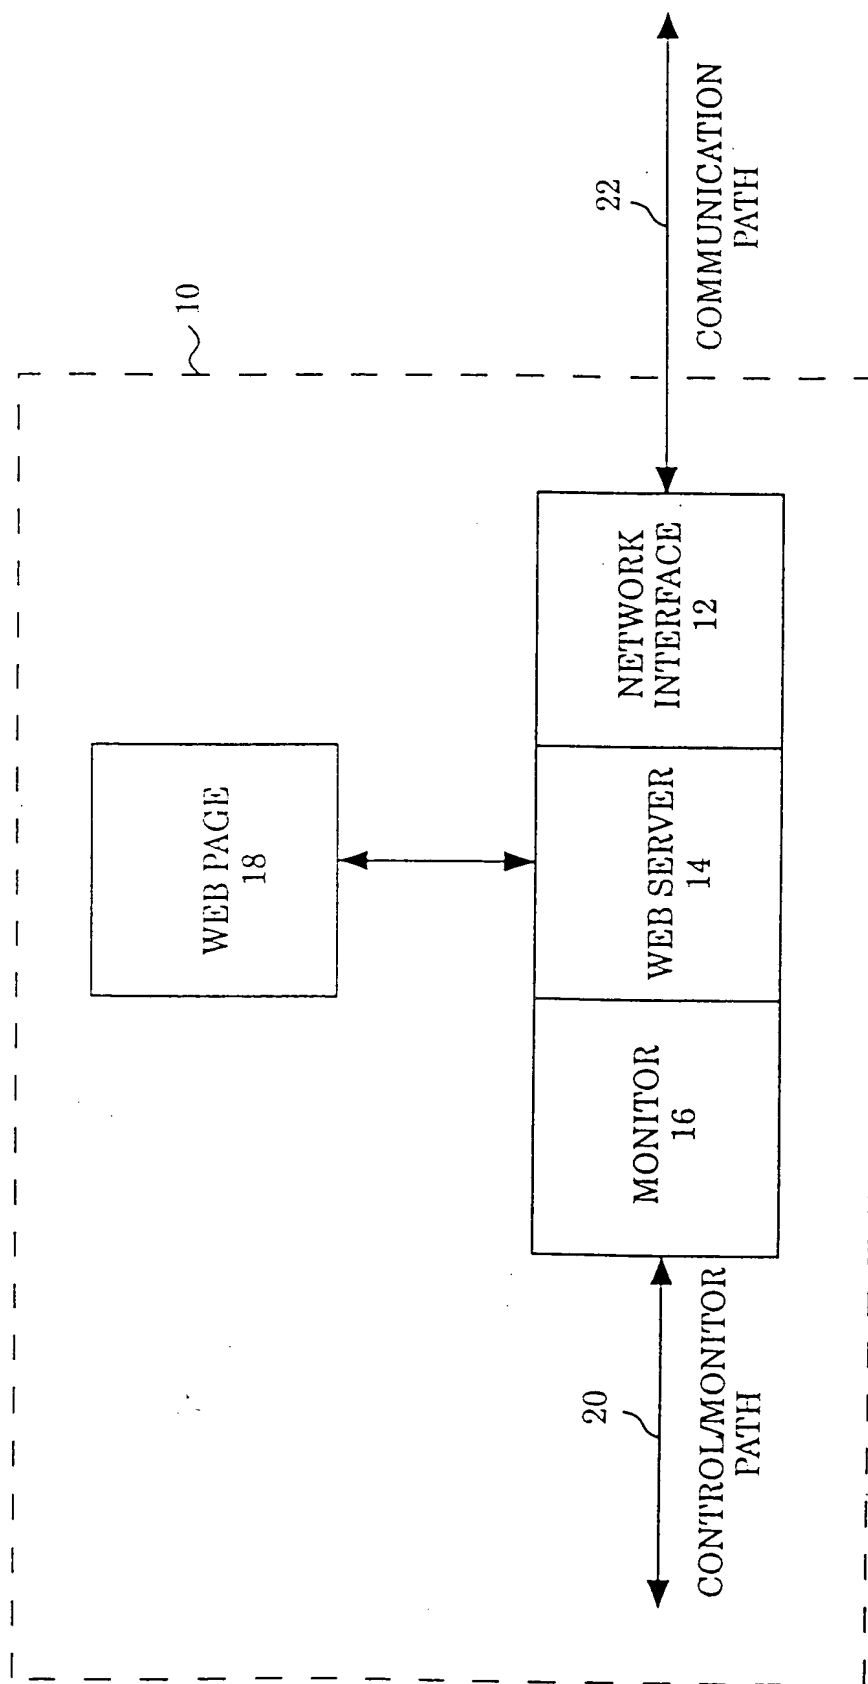 10
WEB PAGE
18
20
CONTROL/MONITOR
PATH
MONITOR
16
WEB SERVER
14
NETWORK
INTERFACE
12
22
COMMUNICATION
PATH